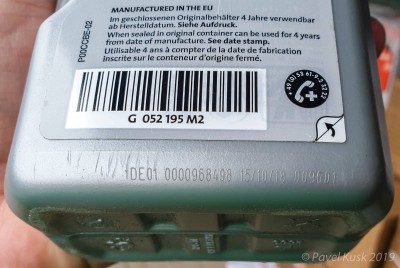 MANUFACTURED IN THE EU
Im geschlossenen Originalbehälter 4 Jahre verwendbar
ab Herstelldatum. Siehe Aufdruck.
When sealed in original container can be used for 4 years
from date of manufacture. See date stamp.
Utilisable 4 ans à compter de la date de fabrication
inscrite sur le conteneur d'origine fermé.
P00CCBE-02
G 052 195 M2
IDE01 0000968498 15/10/18
© Pavel Kusk 2019